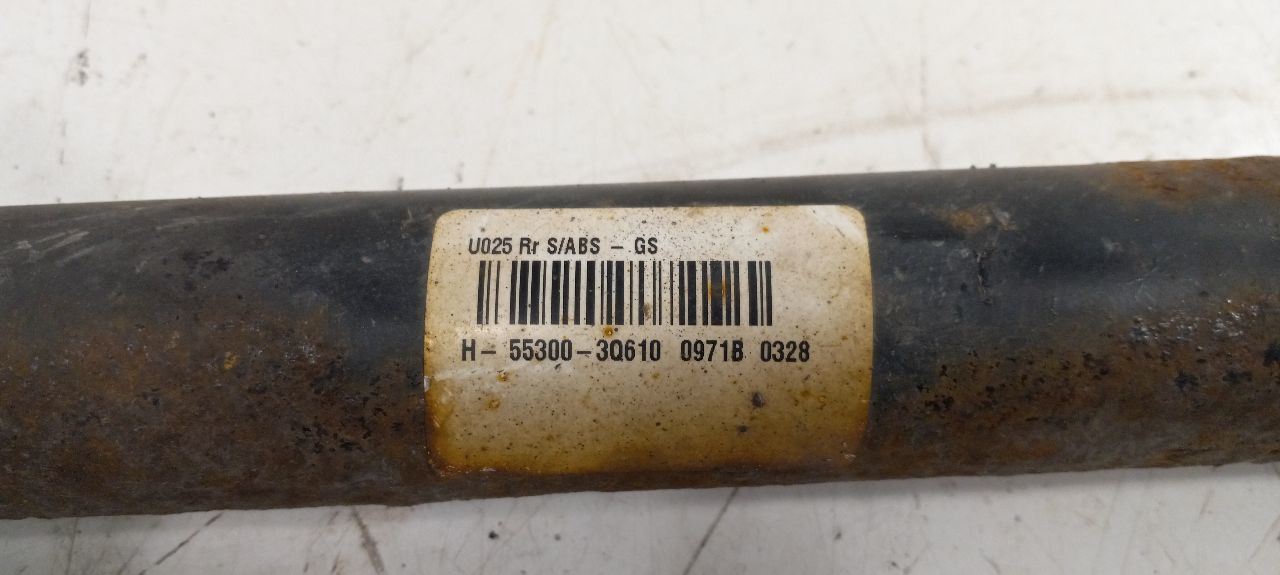 U025 Rr S/ABS - GS
H- 55300-3Q610 0971B 0328